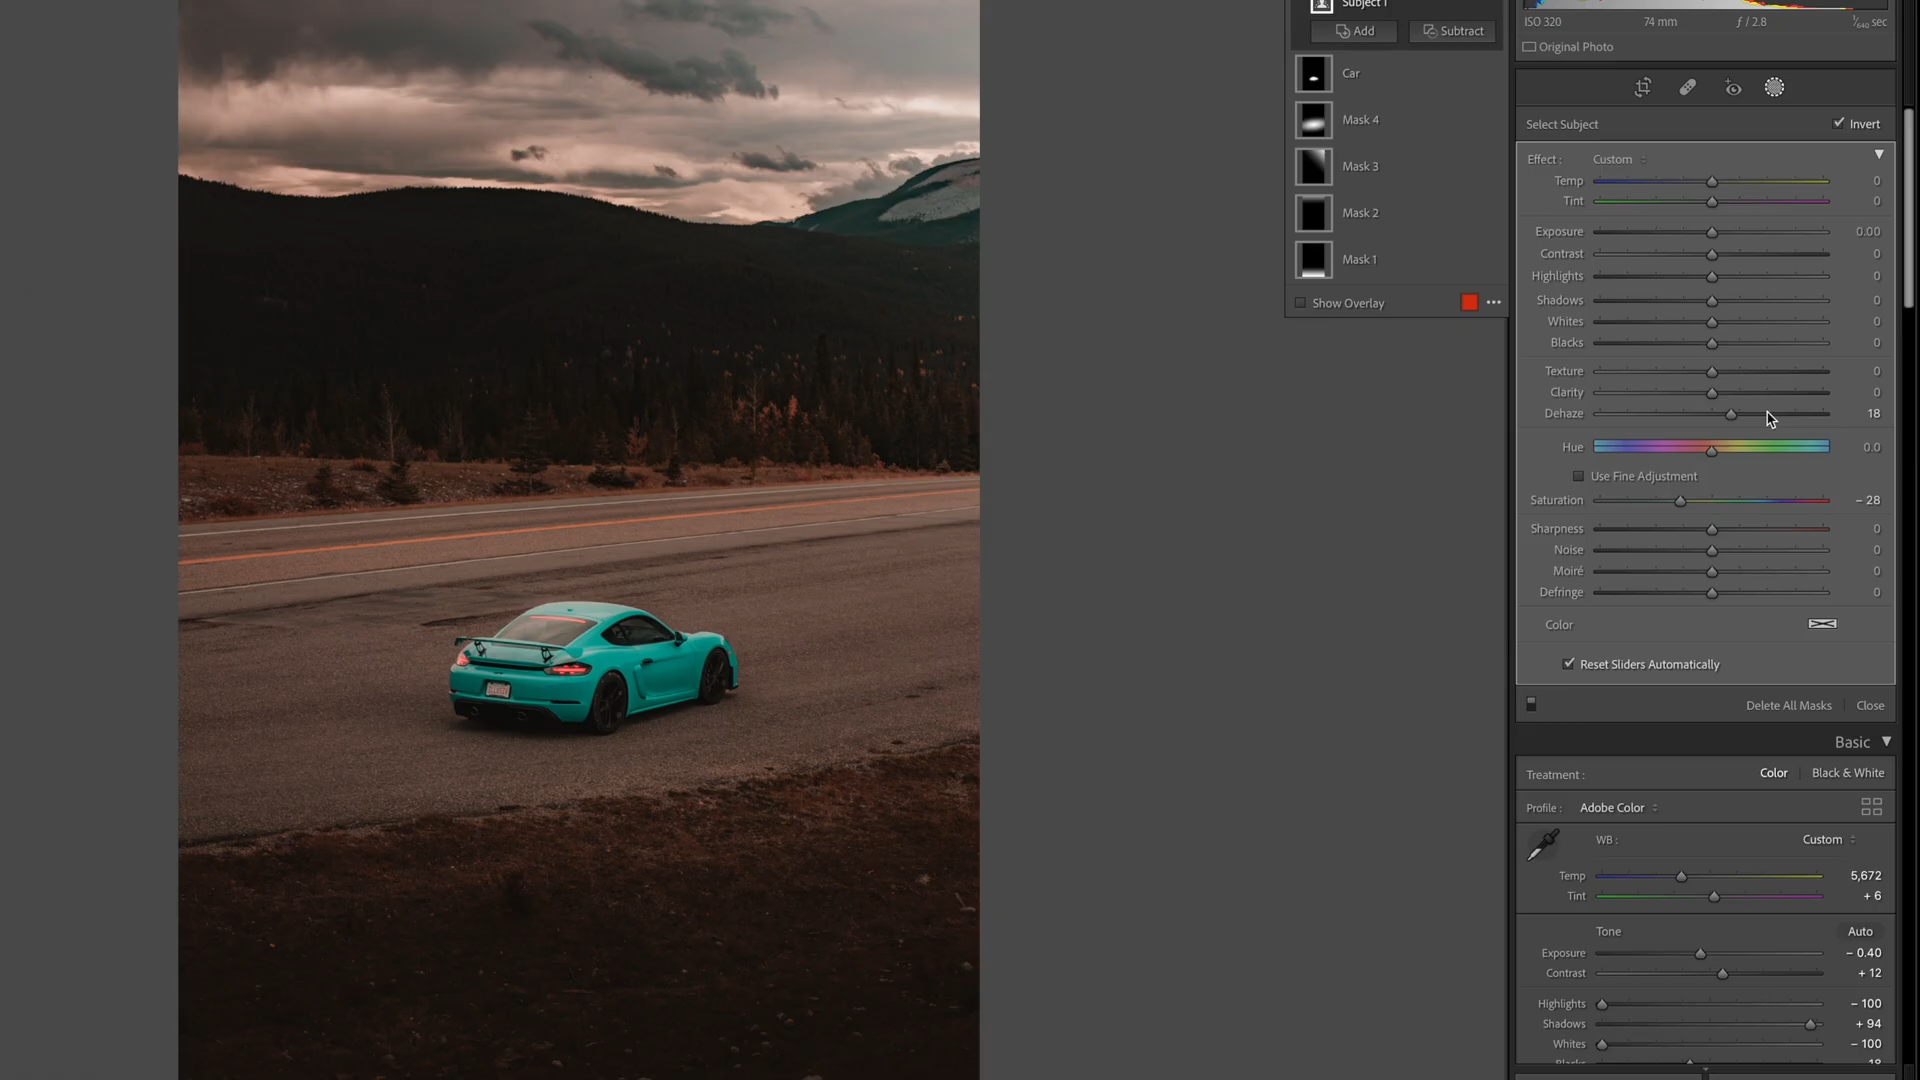 Subject 1
Add Subtract
Car
Mask 4
Mask 3
Mask 2
Mask 1
Show Overlay
ISO 320 74 mm ƒ / 2.8 1/640 sec
Original Photo
Select Subject Invert
Effect : Custom
Temp 0
Tint 0
Exposure 0.00
Contrast 0
Highlights 0
Shadows 0
Whites 0
Blacks 0
Texture 0
Clarity 0
Dehaze 18
Hue 0.0
Use Fine Adjustment
Saturation – 28
Sharpness 0
Noise 0
Moiré 0
Defringe 0
Color
Reset Sliders Automatically
Delete All Masks Close
Basic
Treatment : Color Black & White
Profile : Adobe Color
WB : Custom
Temp 5,672
Tint + 6
Tone Auto
Exposure – 0.40
Contrast + 12
Highlights – 100
Shadows + 94
Whites – 100